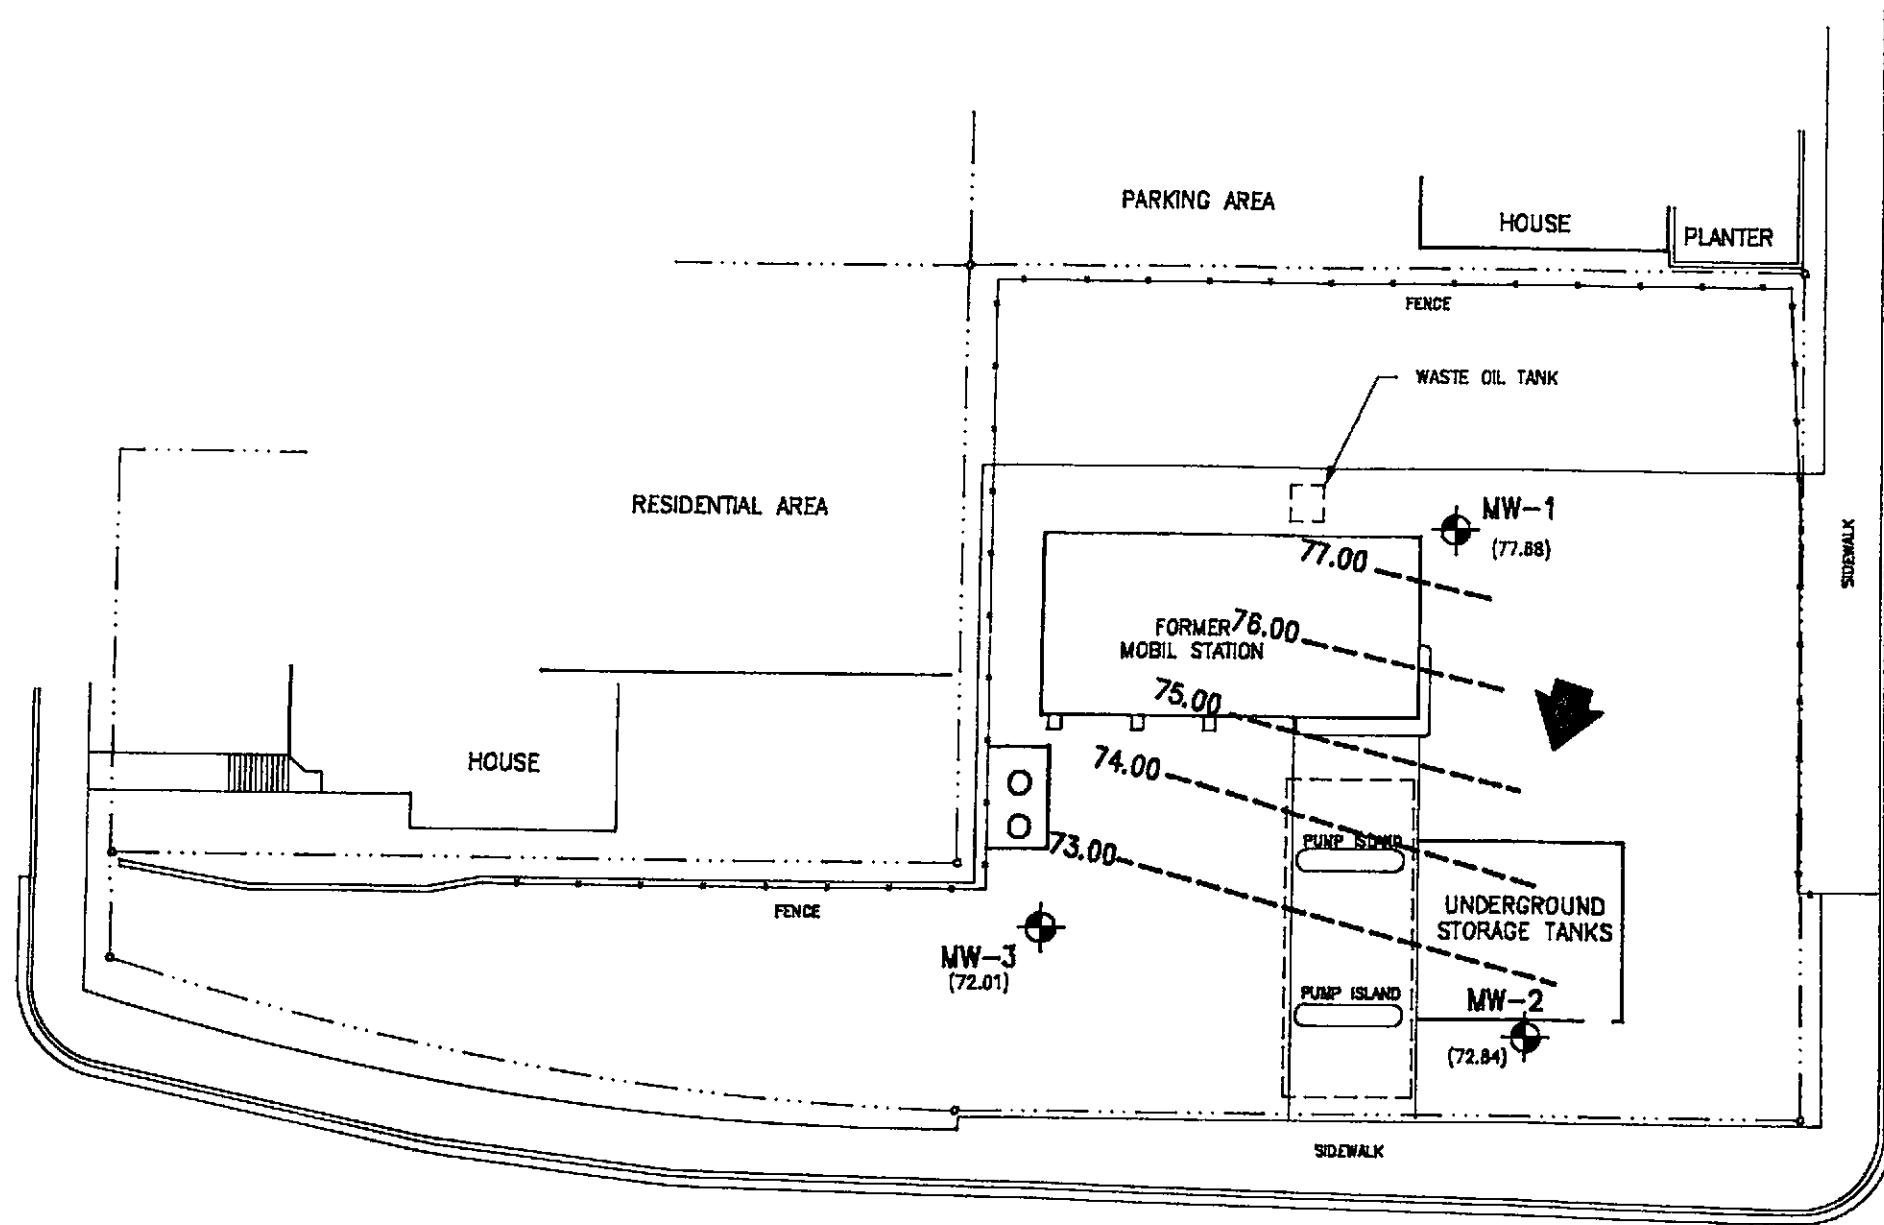 PARKING AREA
HOUSE
PLANTER
FENCE
WASTE OIL TANK
RESIDENTIAL AREA
MW-1
(77.88)
SIDEWALK
77.00
FORMER
MOBIL STATION
76.00
75.00
HOUSE
74.00
73.00
PUMP ISLAND
UNDERGROUND
STORAGE TANKS
FENCE
MW-3
(72.01)
PUMP ISLAND
MW-2
(72.84)
SIDEWALK